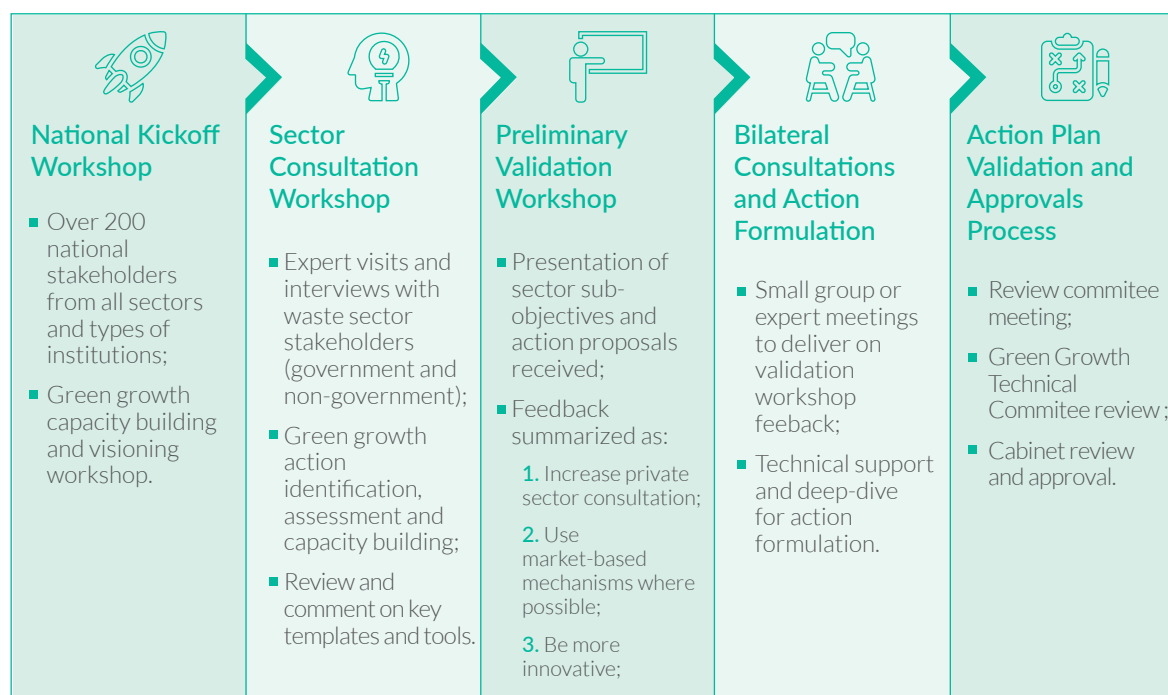 National Kickoff
Workshop
▪ Over 200
national
stakeholders
from all sectors
and types of
institutions;
▪ Green growth
capacity building
and visioning
workshop.
Sector
Consultation
Workshop
▪ Expert visits and
interviews with
waste sector
stakeholders
(government and
non-government);
▪ Green growth
action
identification,
assessment and
capacity building;
▪ Review and
comment on key
templates and tools.
Preliminary
Validation
Workshop
▪ Presentation of
sector sub-
objectives and
action proposals
received;
▪ Feedback
summarized as:
1. Increase private
sector consultation;
2. Use
market-based
mechanisms where
possible;
3. Be more
innovative;
Bilateral
Consultations
and Action
Formulation
▪ Small group or
expert meetings
to deliver on
validation
workshop
feeback;
▪ Technical support
and deep-dive
for action
formulation.
Action Plan
Validation and
Approvals
Process
▪ Review commitee
meeting;
▪ Green Growth
Technical
Commitee review ;
▪ Cabinet review
and approval.